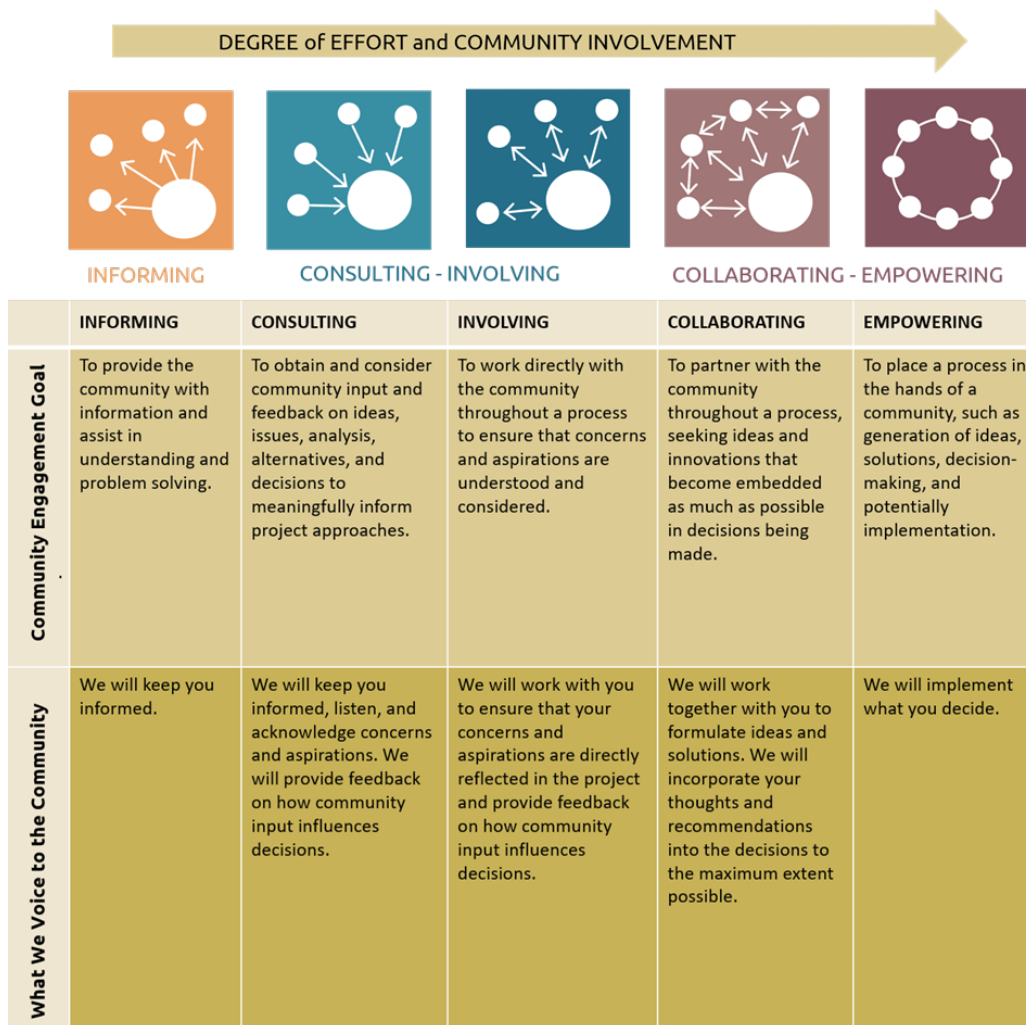 DEGREE of EFFORT and COMMUNITY INVOLVEMENT
INFORMING
CONSULTING - INVOLVING
COLLABORATING - EMPOWERING
INFORMING
CONSULTING
INVOLVING
COLLABORATING
EMPOWERING
Community Engagement Goal
To provide the
community with
information and
assist in
understanding and
problem solving.
To obtain and consider
community input and
feedback on ideas,
issues, analysis,
alternatives, and
decisions to
meaningfully inform
project approaches.
To work directly with
the community
throughout a process
to ensure that concerns
and aspirations are
understood and
considered.
To partner with the
community
throughout a process,
seeking ideas and
innovations that
become embedded
as much as possible
in decisions being
made.
To place a process in
the hands of a
community, such as
generation of ideas,
solutions, decision-
making, and
potentially
implementation.
What We Voice to the Community
We will keep you
informed.
We will keep you
informed, listen, and
acknowledge concerns
and aspirations. We
will provide feedback
on how community
input influences
decisions.
We will work with you
to ensure that your
concerns and
aspirations are directly
reflected in the project
and provide feedback
on how community
input influences
decisions.
We will work
together with you to
formulate ideas and
solutions. We will
incorporate your
thoughts and
recommendations
into the decisions to
the maximum extent
possible.
We will implement
what you decide.